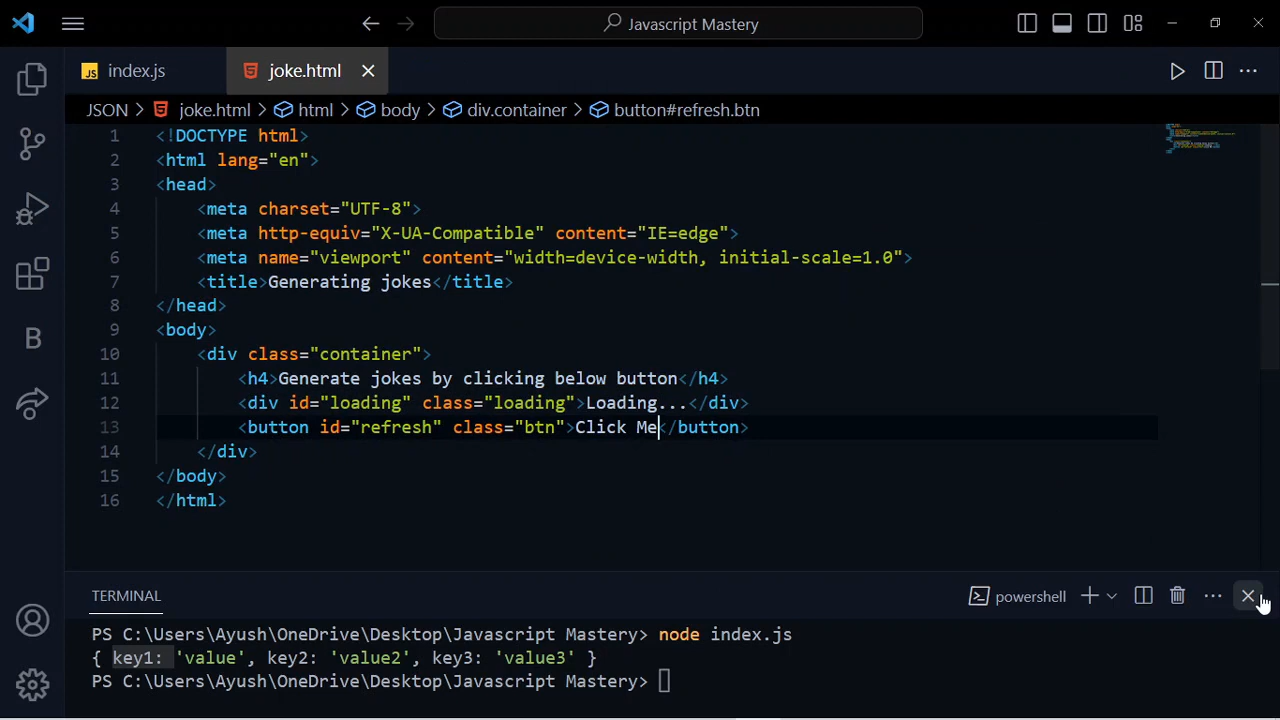 Javascript Mastery
JS index.js
joke.html
JSON > joke.html > html > body > div.container > button#refresh.btn
1 <!DOCTYPE html>
2 <html lang="en">
3 <head>
4 <meta charset="UTF-8">
5 <meta http-equiv="X-UA-Compatible" content="IE=edge">
6 <meta name="viewport" content="width=device-width, initial-scale=1.0">
7 <title>Generating jokes</title>
8 </head>
9 <body>
10 <div class="container">
11 <h4>Generate jokes by clicking below button</h4>
12 <div id="loading" class="loading">Loading...</div>
13 <button id="refresh" class="btn">Click Me</button>
14 </div>
15 </body>
16 </html>
B
TERMINAL
powershell
PS C:\Users\Ayush\OneDrive\Desktop\Javascript Mastery> node index.js
{ key1: 'value', key2: 'value2', key3: 'value3' }
PS C:\Users\Ayush\OneDrive\Desktop\Javascript Mastery>